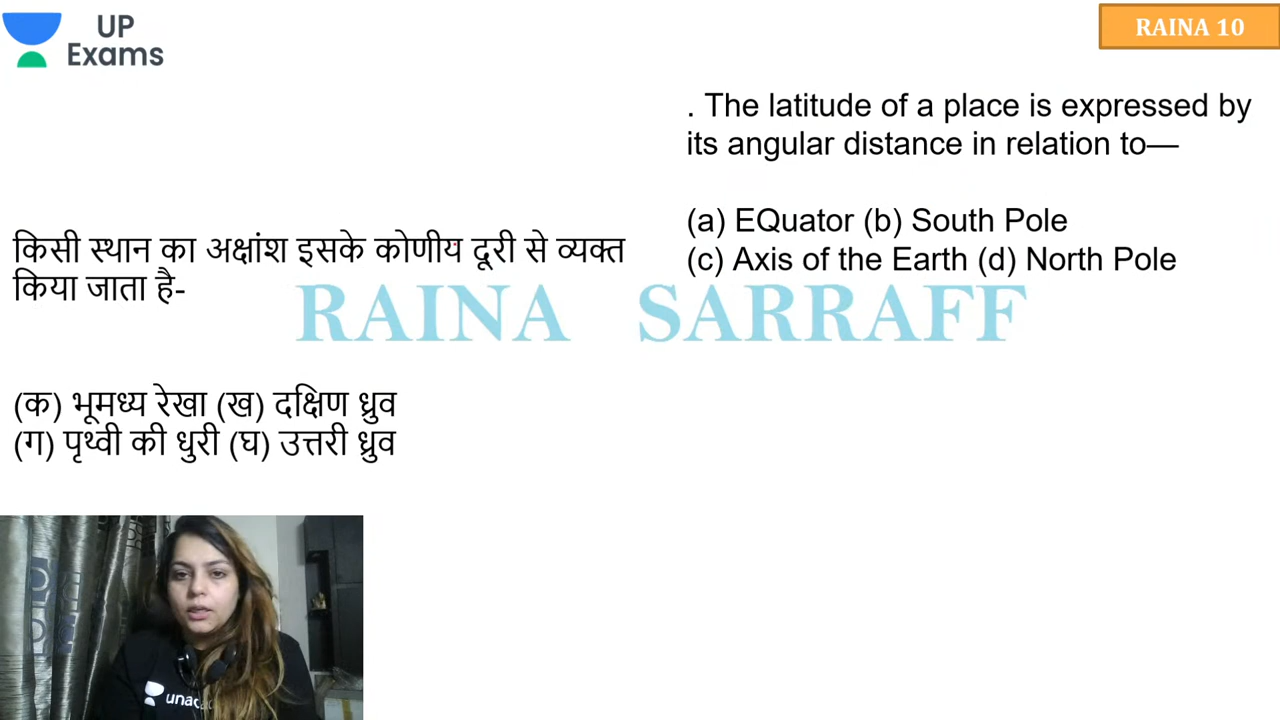 UP
Exams
RAINA 10
. The latitude of a place is expressed by
its angular distance in relation to—
(a) EQuator (b) South Pole
(c) Axis of the Earth (d) North Pole
किसी स्थान का अक्षांश इसके कोणीय दूरी से व्यक्त
किया जाता है-
RAINA SARRAFF
(क) भूमध्य रेखा (ख) दक्षिण ध्रुव
(ग) पृथ्वी की धुरी (घ) उत्तरी ध्रुव